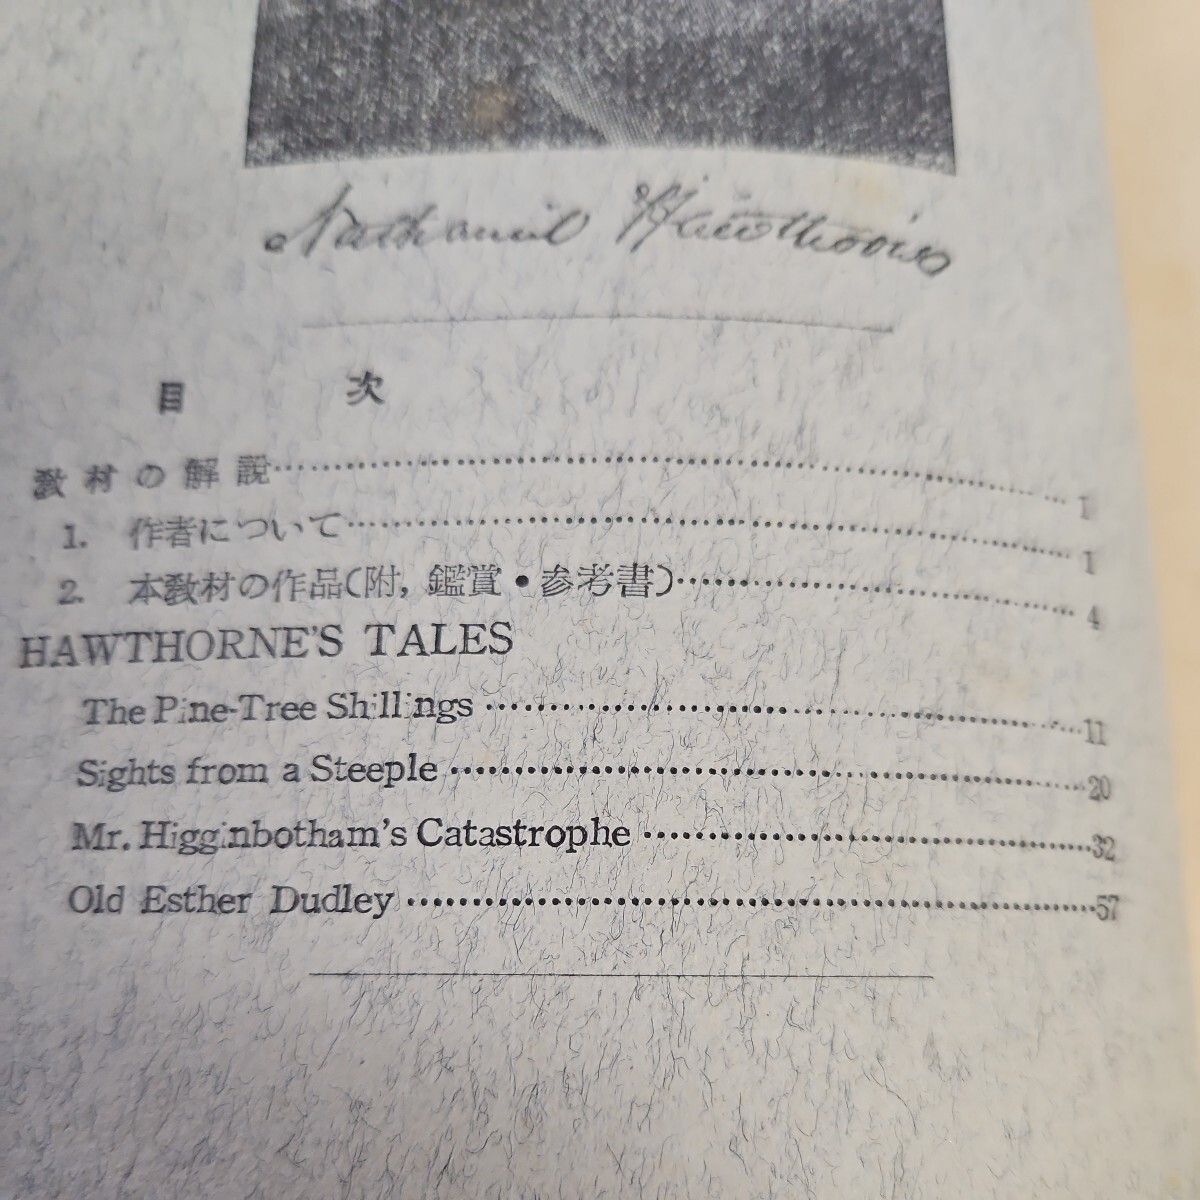 Nathaniel Hawthorne
目 次
教材の解説 1
1. 作者について 1
2. 本教材の作品(附, 鑑賞・参考書) 4
HAWTHORNE'S TALES
The Pine-Tree Shillings 11
Sights from a Steeple 20
Mr. Higginbotham's Catastrophe 32
Old Esther Dudley 57